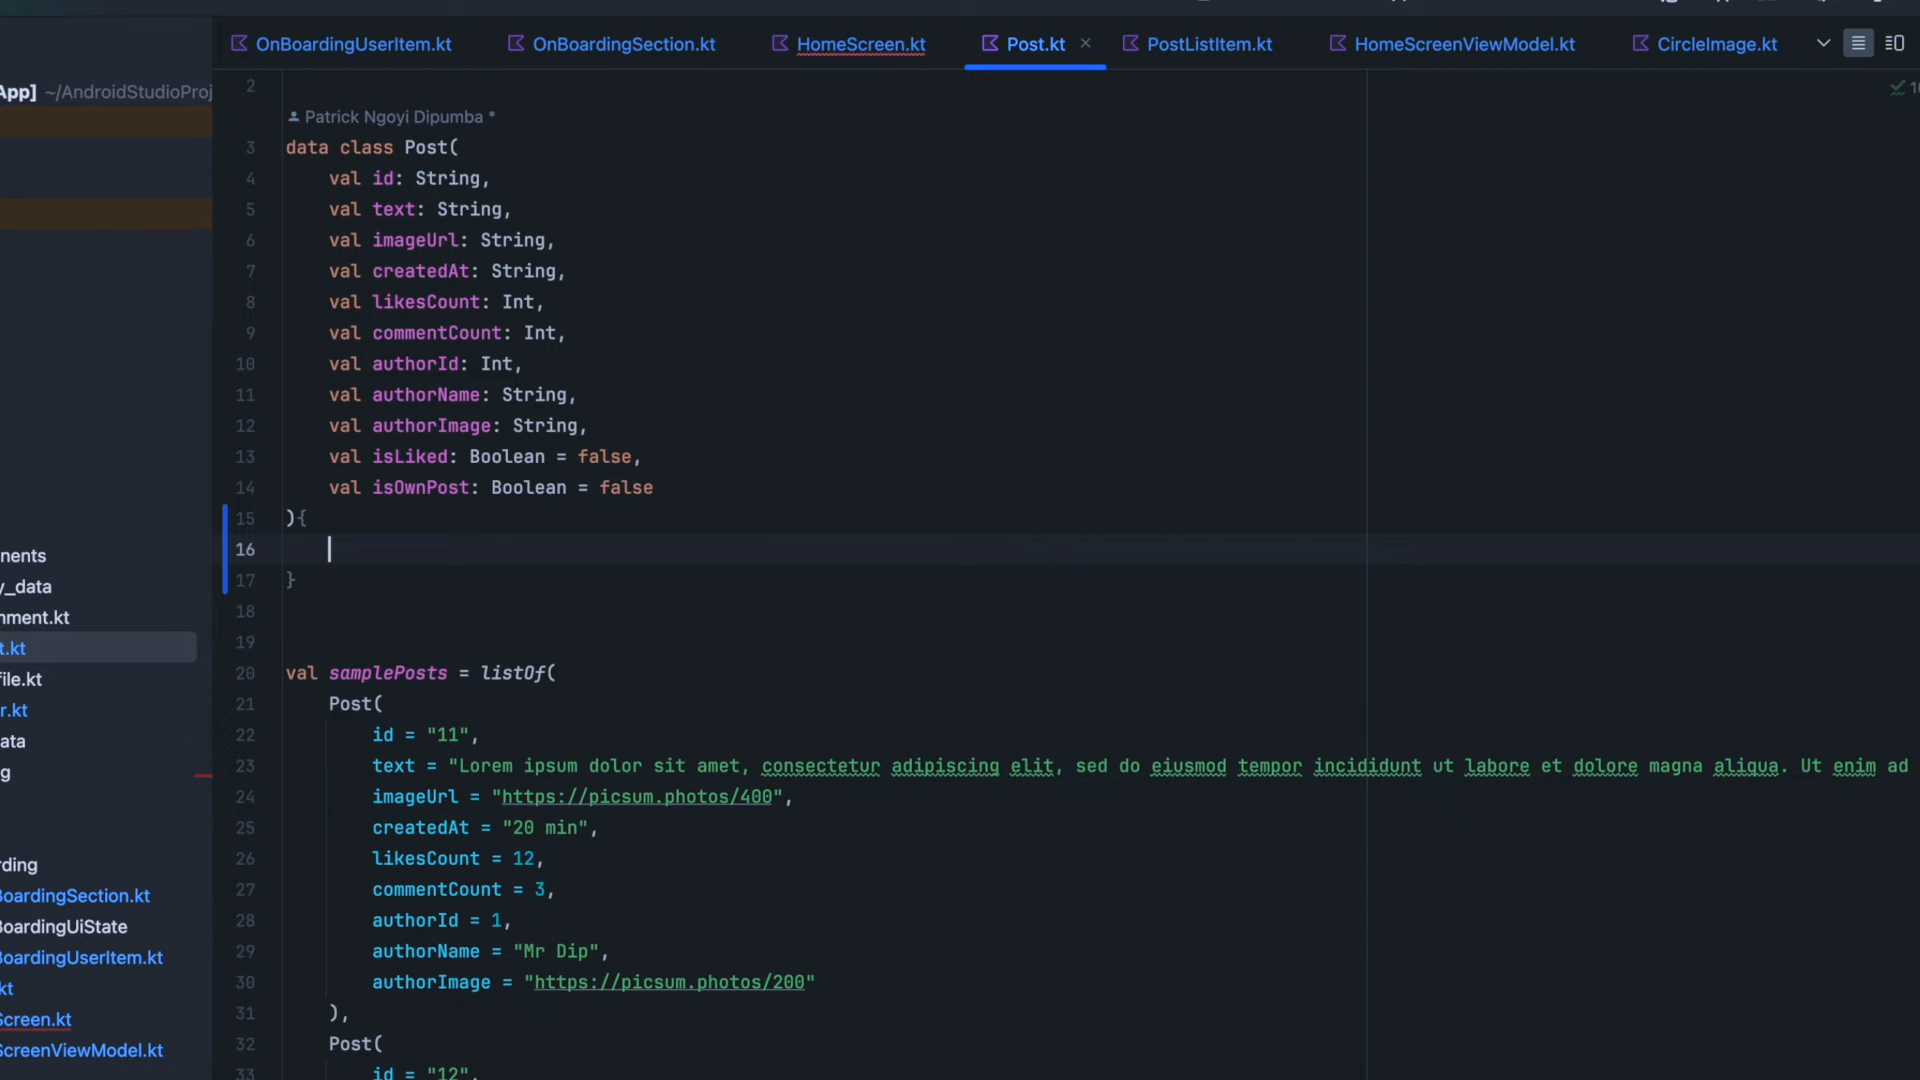 OnBoardingUserItem.kt OnBoardingSection.kt HomeScreen.kt Post.kt PostListItem.kt HomeScreenViewModel.kt CircleImage.kt
App] ~/AndroidStudioProj
nents
y_data
nment.kt
t.kt
file.kt
r.kt
ata
g
rding
BoardingSection.kt
BoardingUiState
BoardingUserItem.kt
kt
Screen.kt
ScreenViewModel.kt
2
Patrick Ngoyi Dipumba *
3 data class Post(
4 val id: String,
5 val text: String,
6 val imageUrl: String,
7 val createdAt: String,
8 val likesCount: Int,
9 val commentCount: Int,
10 val authorId: Int,
11 val authorName: String,
12 val authorImage: String,
13 val isLiked: Boolean = false,
14 val isOwnPost: Boolean = false
15 ){
16
17 }
18
19
20 val samplePosts = listOf(
21 Post(
22 id = "11",
23 text = "Lorem ipsum dolor sit amet, consectetur adipiscing elit, sed do eiusmod tempor incididunt ut labore et dolore magna aliqua. Ut enim ad
24 imageUrl = "https://picsum.photos/400",
25 createdAt = "20 min",
26 likesCount = 12,
27 commentCount = 3,
28 authorId = 1,
29 authorName = "Mr Dip",
30 authorImage = "https://picsum.photos/200"
31 ),
32 Post(
33 id = "12",